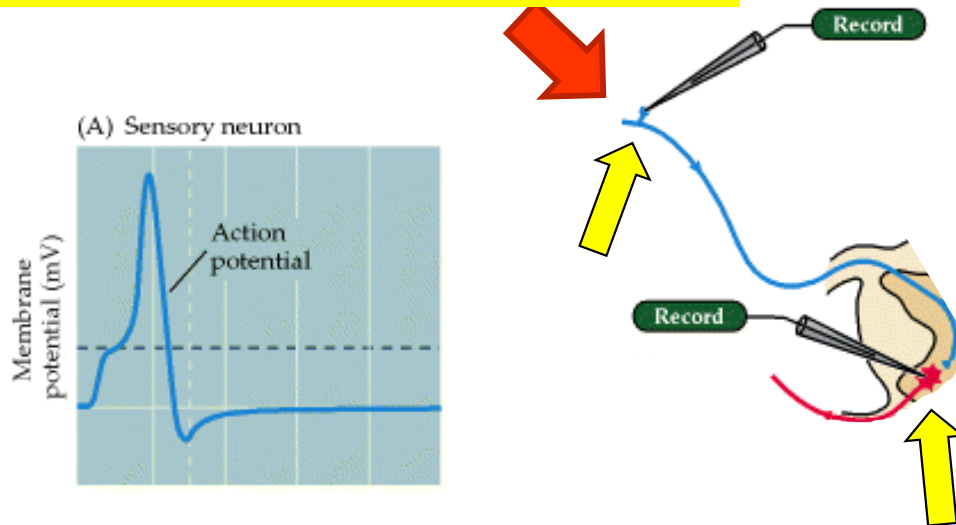 Record
(A) Sensory neuron
Action
potential
Membrane
potential (mV)
Record